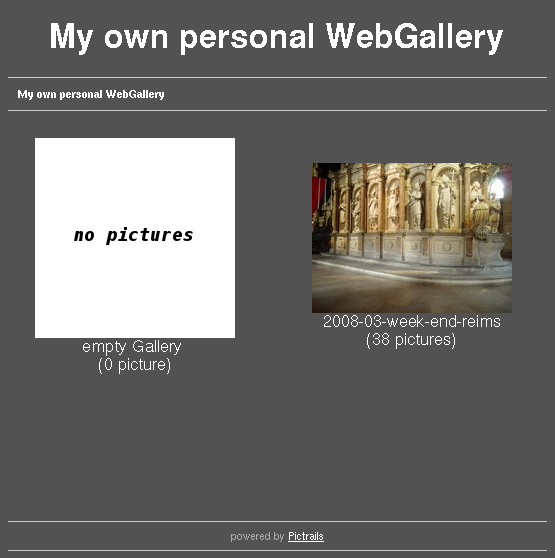 My own personal WebGallery
My own personal WebGallery
no pictures
empty Gallery
(0 picture)
2008-03-week-end-reims
(38 pictures)
powered by Pictrails